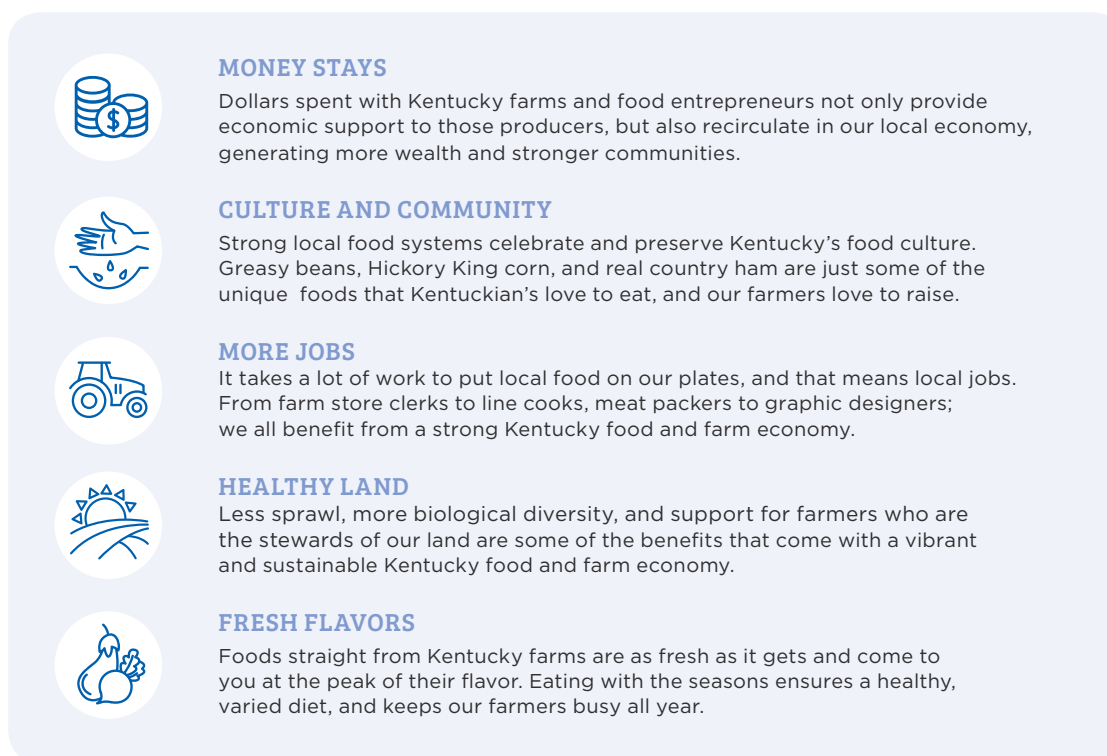 MONEY STAYS
Dollars spent with Kentucky farms and food entrepreneurs not only provide
economic support to those producers, but also recirculate in our local economy,
generating more wealth and stronger communities.
CULTURE AND COMMUNITY
Strong local food systems celebrate and preserve Kentucky’s food culture.
Greasy beans, Hickory King corn, and real country ham are just some of the
unique  foods that Kentuckian’s love to eat, and our farmers love to raise.
MORE JOBS
It takes a lot of work to put local food on our plates, and that means local jobs.
From farm store clerks to line cooks, meat packers to graphic designers;
we all benefit from a strong Kentucky food and farm economy.
HEALTHY LAND
Less sprawl, more biological diversity, and support for farmers who are
the stewards of our land are some of the benefits that come with a vibrant
and sustainable Kentucky food and farm economy.
FRESH FLAVORS
Foods straight from Kentucky farms are as fresh as it gets and come to
you at the peak of their flavor. Eating with the seasons ensures a healthy,
varied diet, and keeps our farmers busy all year.